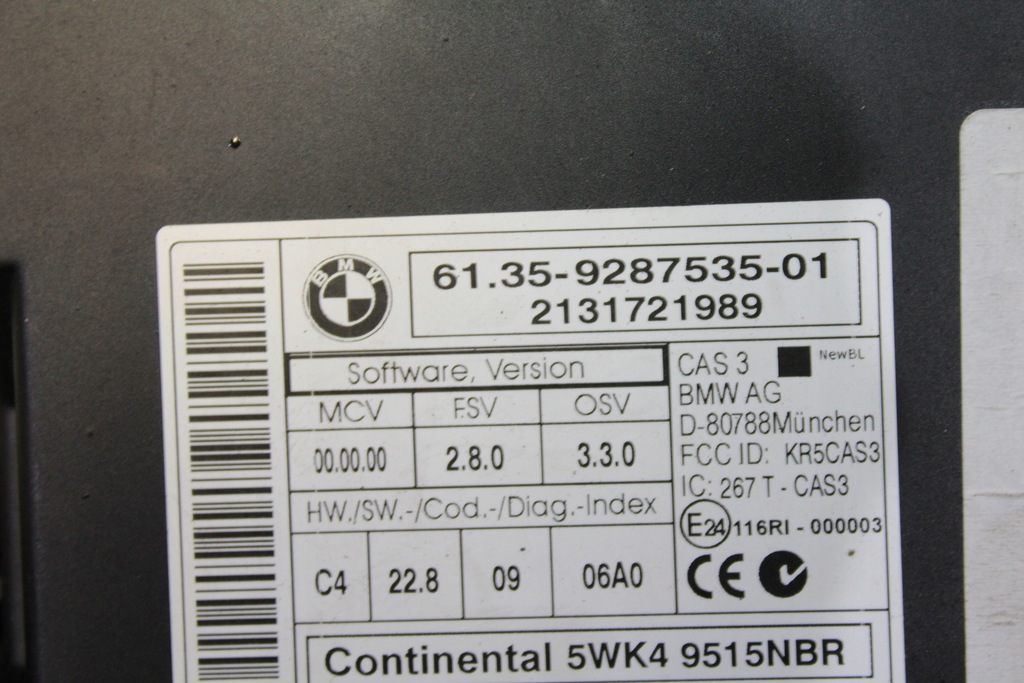 BMW
61.35-9287535-01
2131721989
Software, Version
MCV FSV OSV
00.00.00 2.8.0 3.3.0
HW./SW.-/Cod.-/Diag.-Index
C4 22.8 09 06A0
CAS 3 NewBL
BMW AG
D-80788München
FCC ID: KR5CAS3
IC: 267 T - CAS3
E24 116RI - 000003
CE
Continental 5WK4 9515NBR